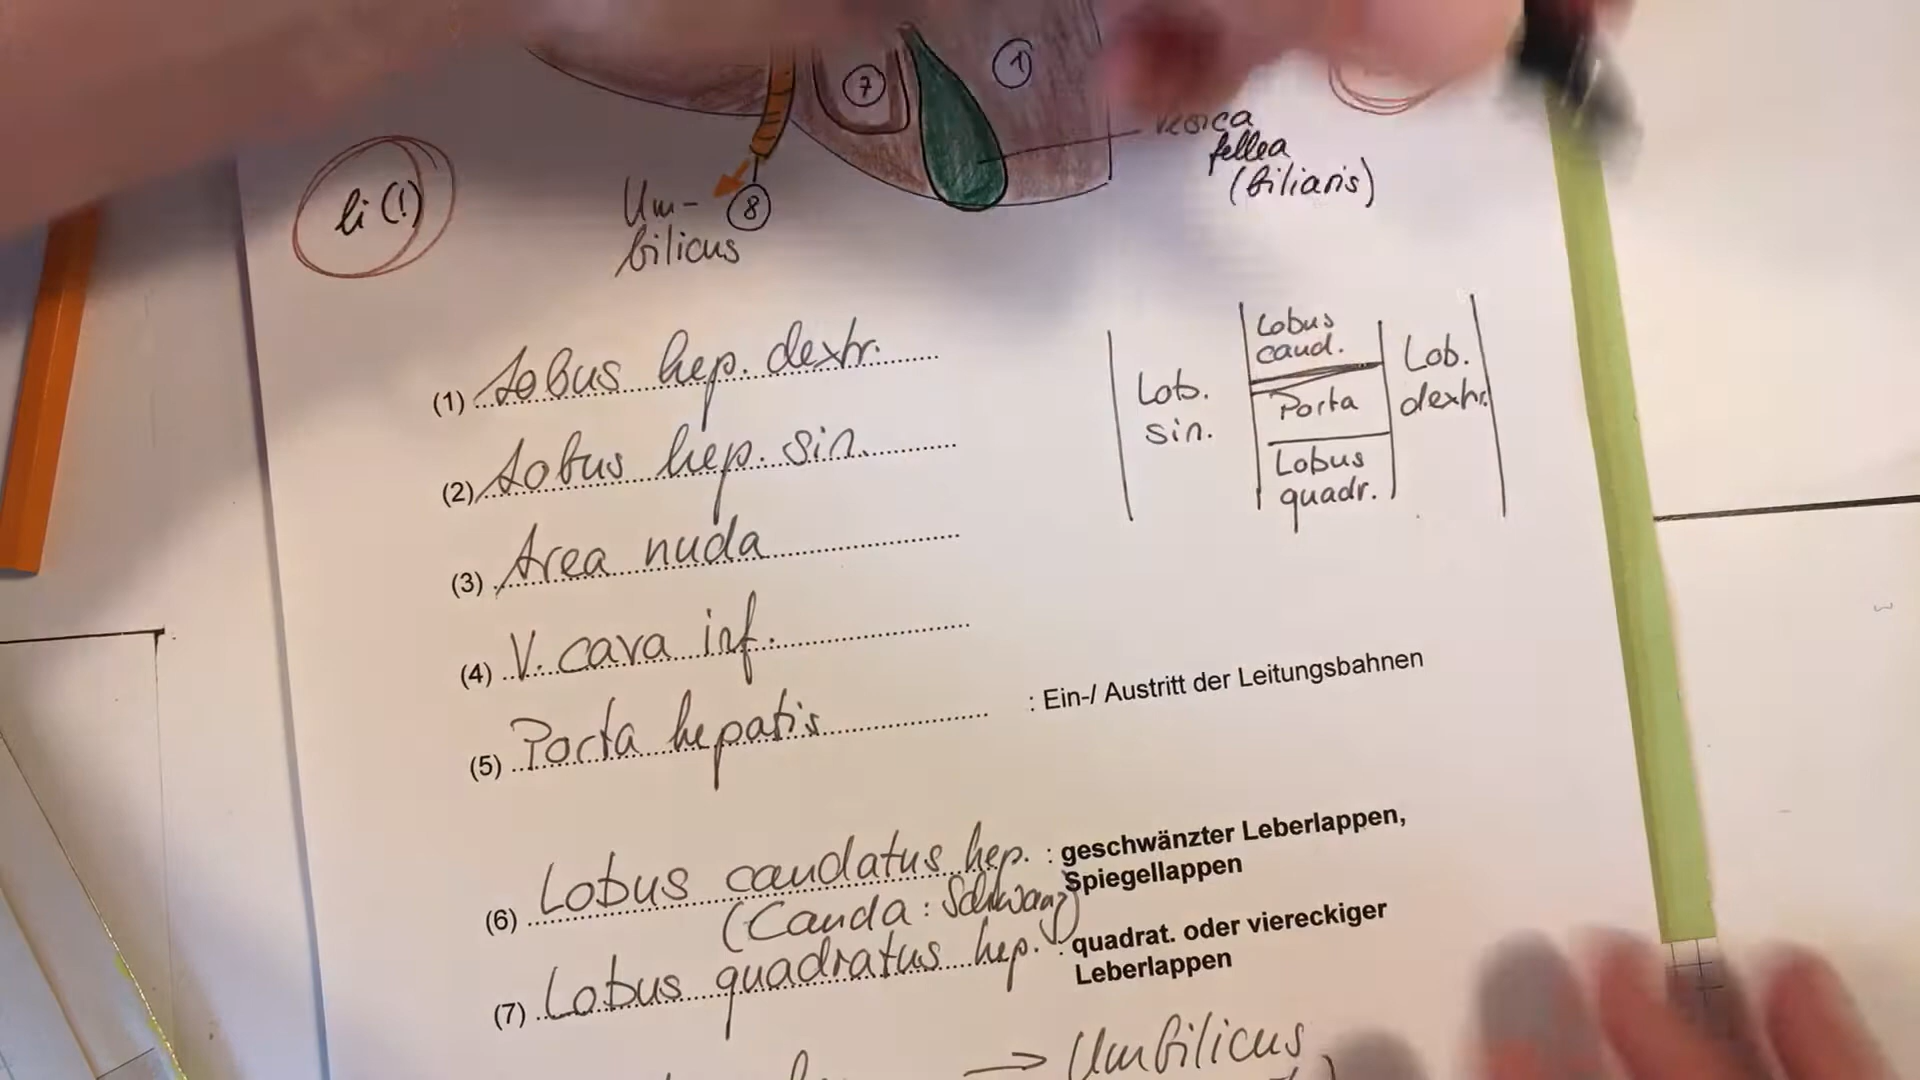 7
1
Vesica
fellea
(biliaris)
li (!)
Um-
bilicus
8
(1) Lobus hep. dextr.
(2) Lobus hep. sin.
(3) Area nuda
(4) V. cava inf.
(5) Porta hepatis : Ein-/ Austritt der Leitungsbahnen
Lob.
sin.
Lobus
caud.
Porta
Lobus
quadr.
Lob.
dextr.
(6) Lobus caudatus hep. : geschwänzter Leberlappen,
Spiegellappen
(Cauda : Schwanz)
(7) Lobus quadratus hep. : quadrat. oder viereckiger
Leberlappen
→ Umbilicus